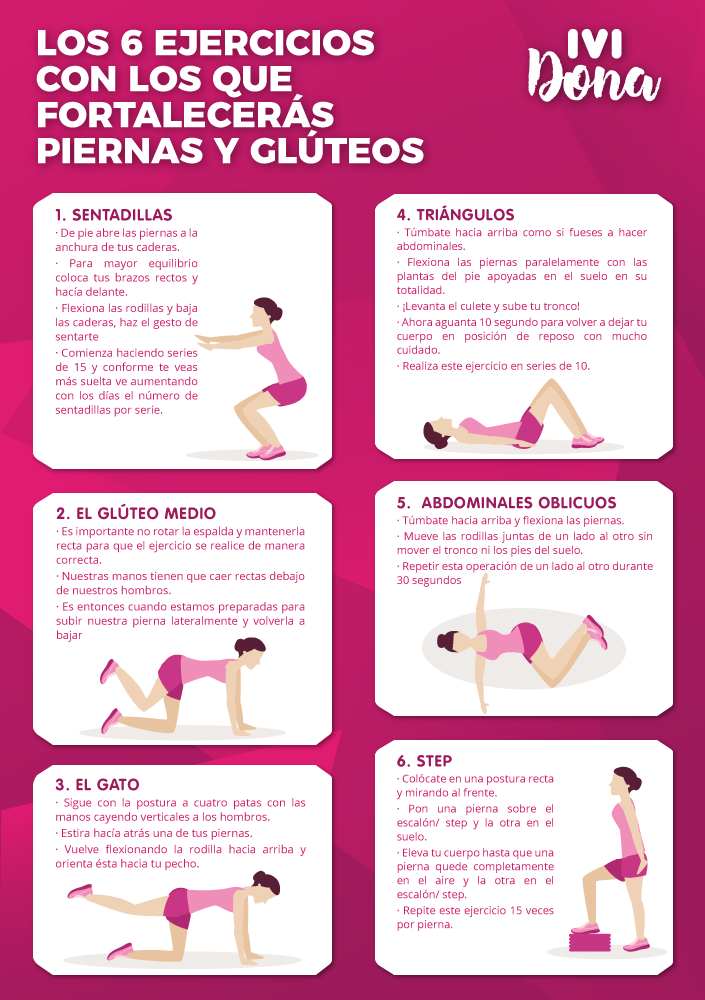 LOS 6 EJERCICIOS
CON LOS QUE
FORTALECERÁS
PIERNAS Y GLÚTEOS
IVI
Dona
1. SENTADILLAS
· De pie abre las piernas a la
anchura de tus caderas.
· Para mayor equilibrio
coloca tus brazos rectos y
hacía delante.
· Flexiona las rodillas y baja
las caderas, haz el gesto de
sentarte
· Comienza haciendo series
de 15 y conforme te veas
más suelta ve aumentando
con los días el número de
sentadillas por serie.
2. EL GLÚTEO MEDIO
· Es importante no rotar la espalda y mantenerla
recta para que el ejercicio se realice de manera
correcta.
· Nuestras manos tienen que caer rectas debajo
de nuestros hombros.
· Es entonces cuando estamos preparadas para
subir nuestra pierna lateralmente y volverla a
bajar
3. EL GATO
· Sigue con la postura a cuatro patas con las
manos cayendo verticales a los hombros.
· Estira hacía atrás una de tus piernas.
· Vuelve flexionando la rodilla hacia arriba y
orienta ésta hacia tu pecho.
4. TRIÁNGULOS
· Túmbate hacia arriba como si fueses a hacer
abdominales.
· Flexiona las piernas paralelamente con las
plantas del pie apoyadas en el suelo en su
totalidad.
· ¡Levanta el culete y sube tu tronco!
· Ahora aguanta 10 segundo para volver a dejar tu
cuerpo en posición de reposo con mucho
cuidado.
· Realiza este ejercicio en series de 10.
5. ABDOMINALES OBLICUOS
· Túmbate hacia arriba y flexiona las piernas.
· Mueve las rodillas juntas de un lado al otro sin
mover el tronco ni los pies del suelo.
· Repetir esta operación de un lado al otro durante
30 segundos
6. STEP
· Colócate en una postura recta
y mirando al frente.
· Pon una pierna sobre el
escalón/ step y la otra en el
suelo.
· Eleva tu cuerpo hasta que una
pierna quede completamente
en el aire y la otra en el
escalón/ step.
· Repite este ejercicio 15 veces
por pierna.